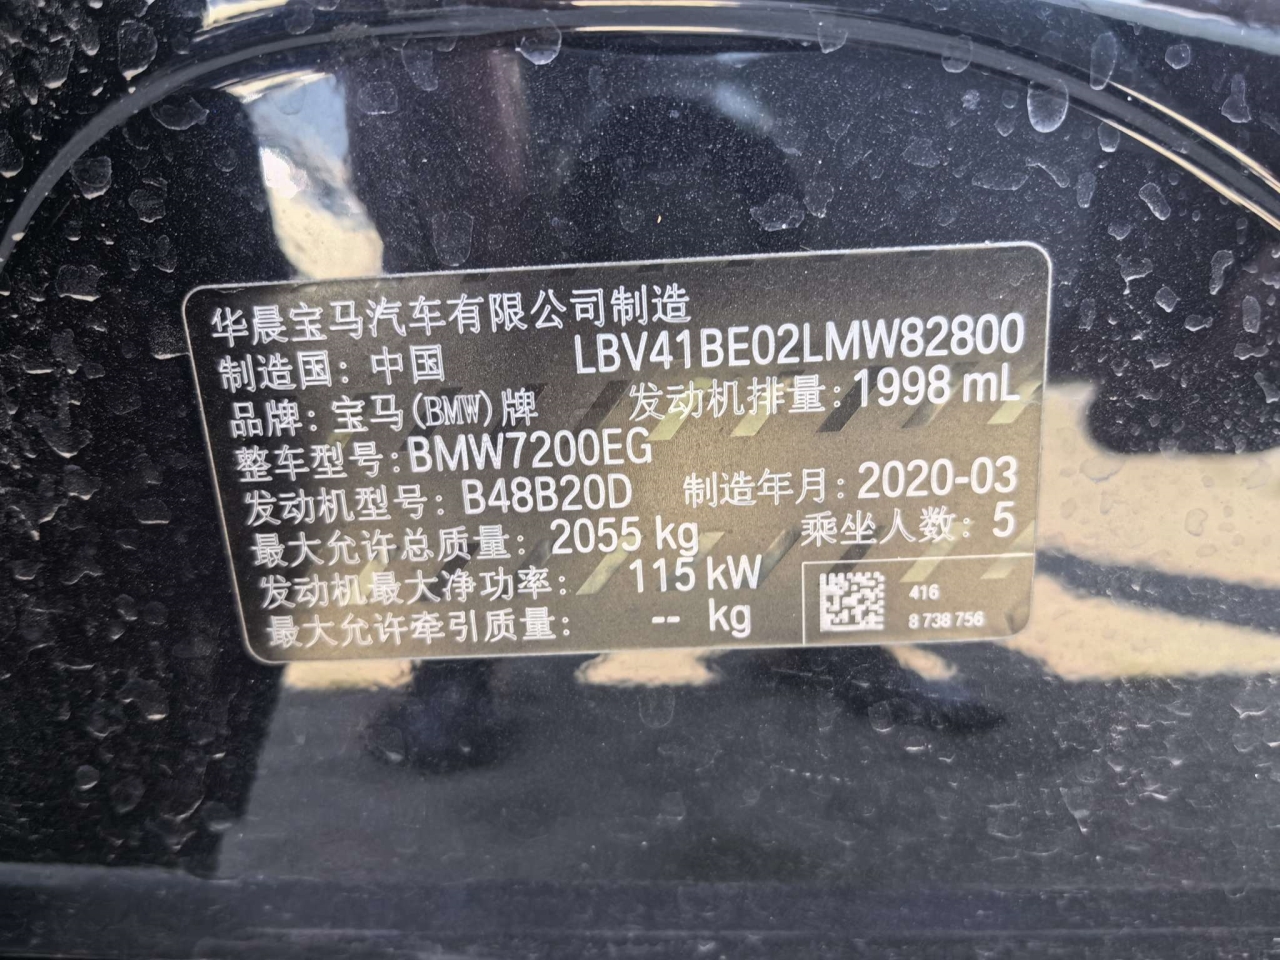 华晨宝马汽车有限公司制造
制造国：中国 LBV41BE02LMW82800
品牌：宝马(BMW)牌 发动机排量：1998 mL
整车型号：BMW7200EG
发动机型号：B48B20D 制造年月：2020-03
最大允许总质量：2055 kg 乘坐人数：5
发动机最大净功率：115 kW
最大允许牵引质量：-- kg
416
8 738 756